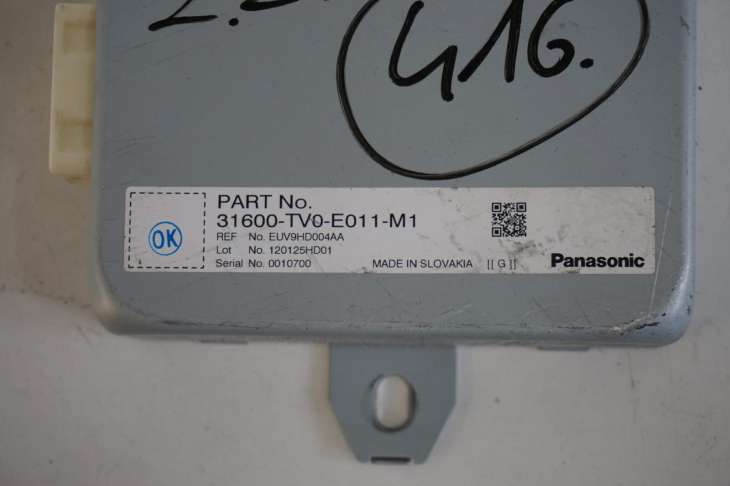 416.
PART No.
31600-TV0-E011-M1
OK
REF No. EUV9HD004AA
Lot No. 120125HD01
Serial No. 0010700 MADE IN SLOVAKIA [[ G ]] Panasonic